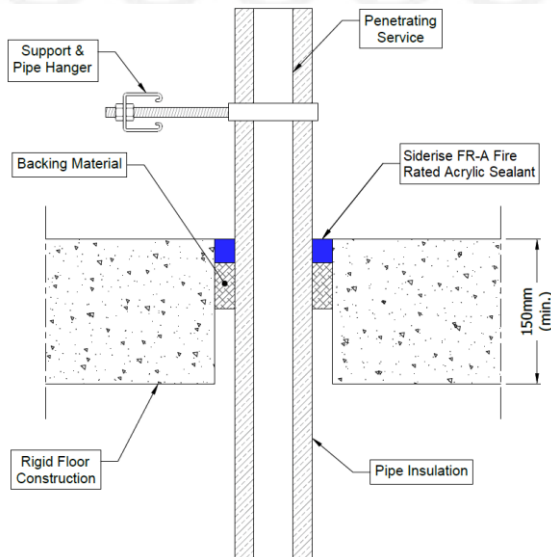 Penetrating
Service
Support &
Pipe Hanger
Backing Material
Siderise FR-A Fire
Rated Acrylic Sealant
150mm
(min.)
Rigid Floor
Construction
Pipe Insulation